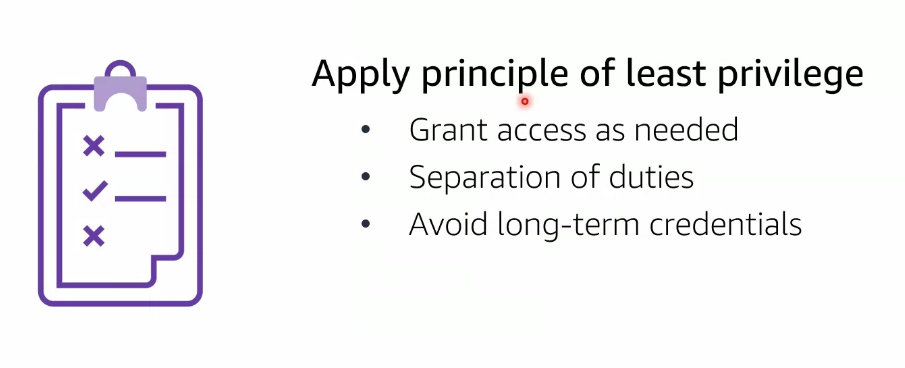 Apply principle of least privilege
• Grant access as needed
• Separation of duties
• Avoid long-term credentials